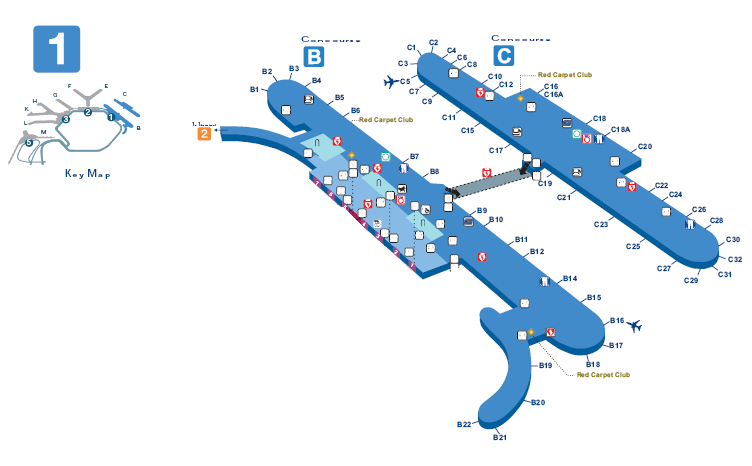 1
Concourse
B
Concourse
C
F
E
G
H
K
L
M
C
B
3
2
1
5
Key Map
2
B1
B2
B3
B4
B5
B6
Red Carpet Club
B7
B8
B9
B10
B11
B12
B14
B15
B16
B17
B18
Red Carpet Club
B19
B20
B21
B22
C1
C2
C3
C4
C5
C6
C7
C8
C9
C10
C11
C12
Red Carpet Club
C15
C16
C16A
C17
C18
C18A
C19
C20
C21
C22
C23
C24
C25
C26
C27
C28
C29
C30
C31
C32